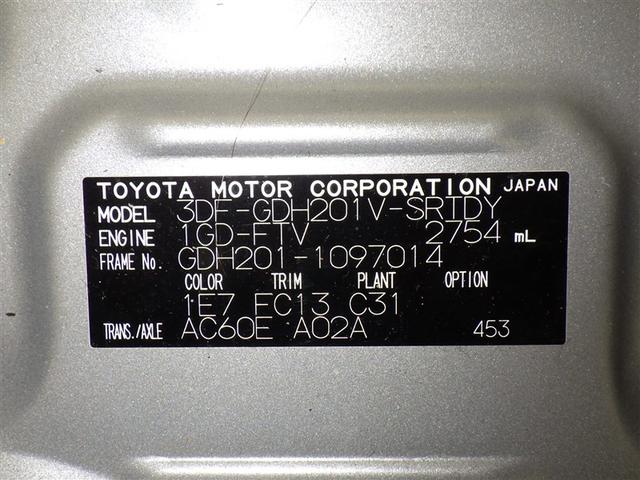 TOYOTA MOTOR CORPORATION JAPAN
MODEL 3DF-GDH201V-SRTDY
ENGINE 1GD-FTV 2754 mL
FRAME No. GDH201-1097014
COLOR TRIM PLANT OPTION
1E7 FC13 C31
TRANS./AXLE AC60E A02A 453